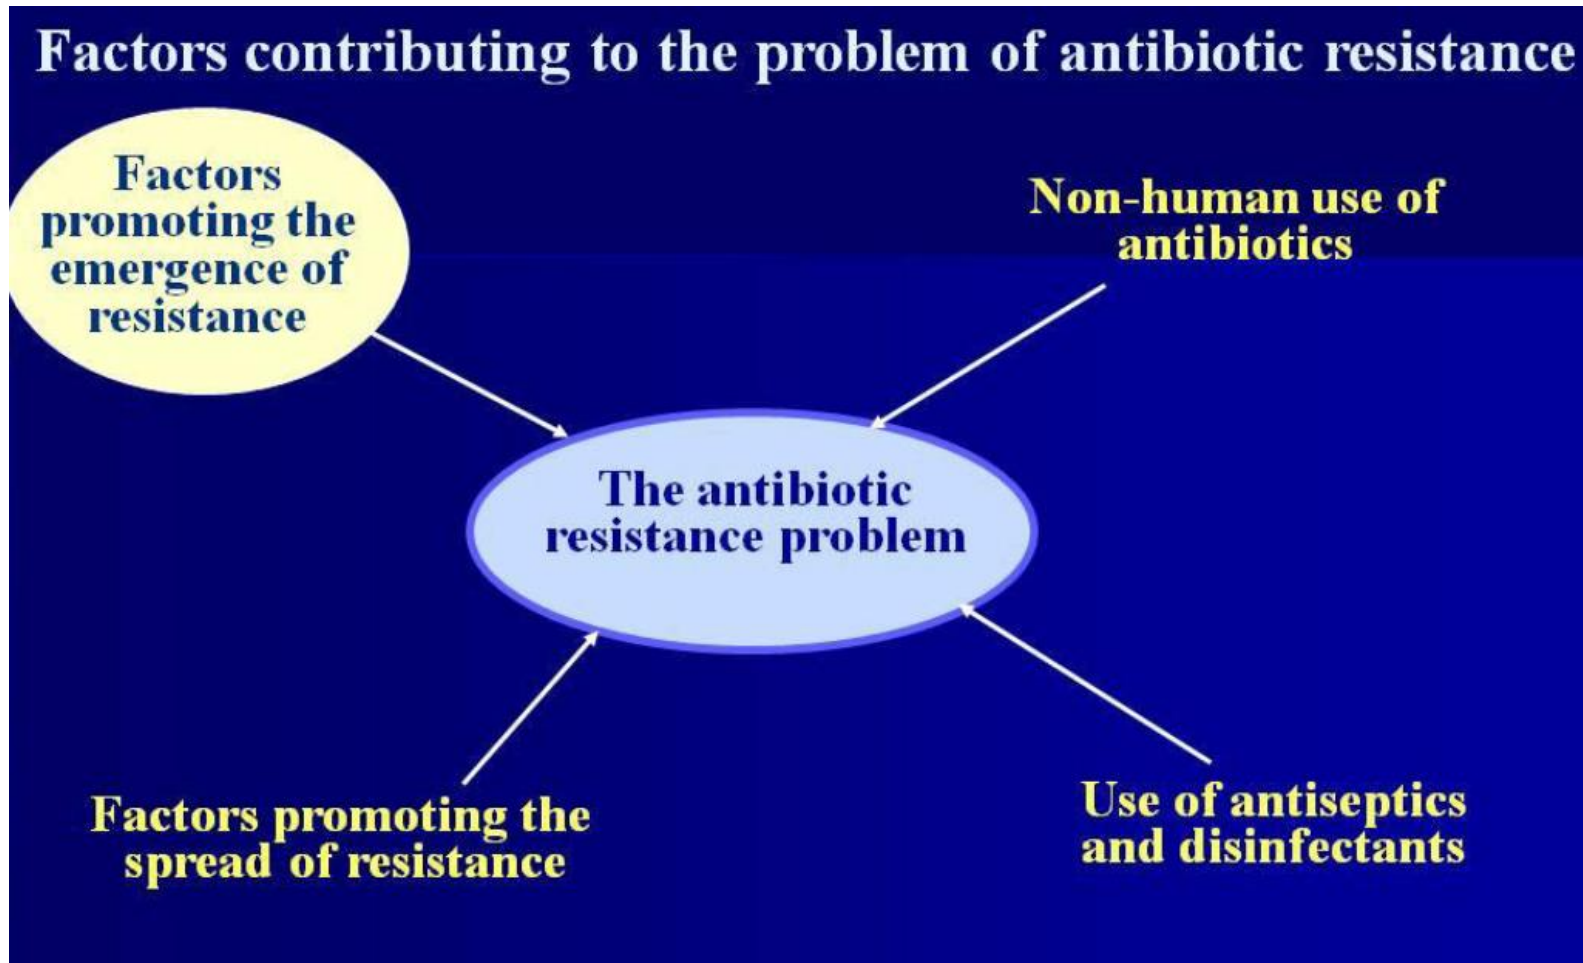 Factors contributing to the problem of antibiotic resistance
Factors
promoting the
emergence of
resistance
Non-human use of
antibiotics
The antibiotic
resistance problem
Factors promoting the
spread of resistance
Use of antiseptics
and disinfectants